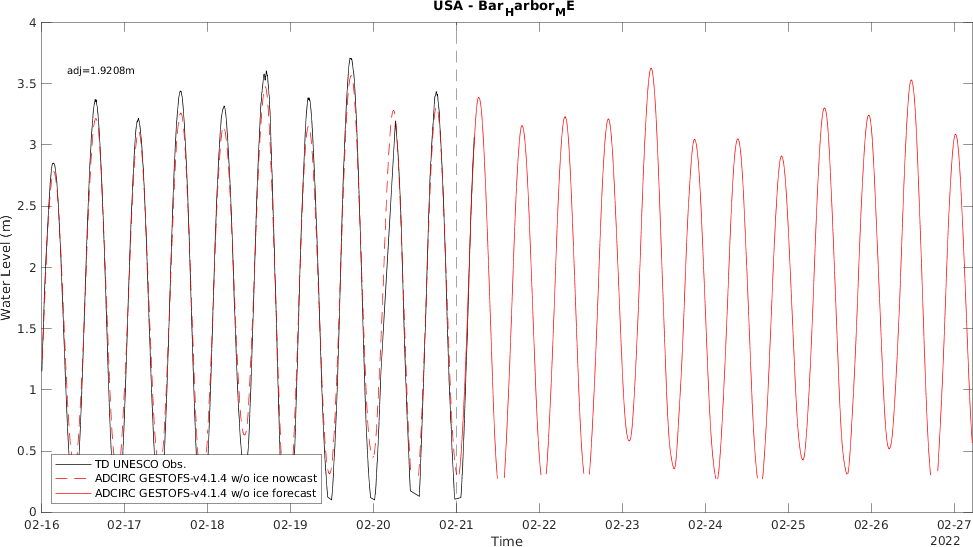 USA - Bar_Harbor_ME
adj=1.9208m
Water Level (m)
4
3.5
3
2.5
2
1.5
1
0.5
0
TD UNESCO Obs.
ADCIRC GESTOFS-v4.1.4 w/o ice nowcast
ADCIRC GESTOFS-v4.1.4 w/o ice forecast
02-16 02-17 02-18 02-19 02-20 02-21 02-22 02-23 02-24 02-25 02-26 02-27
Time
2022